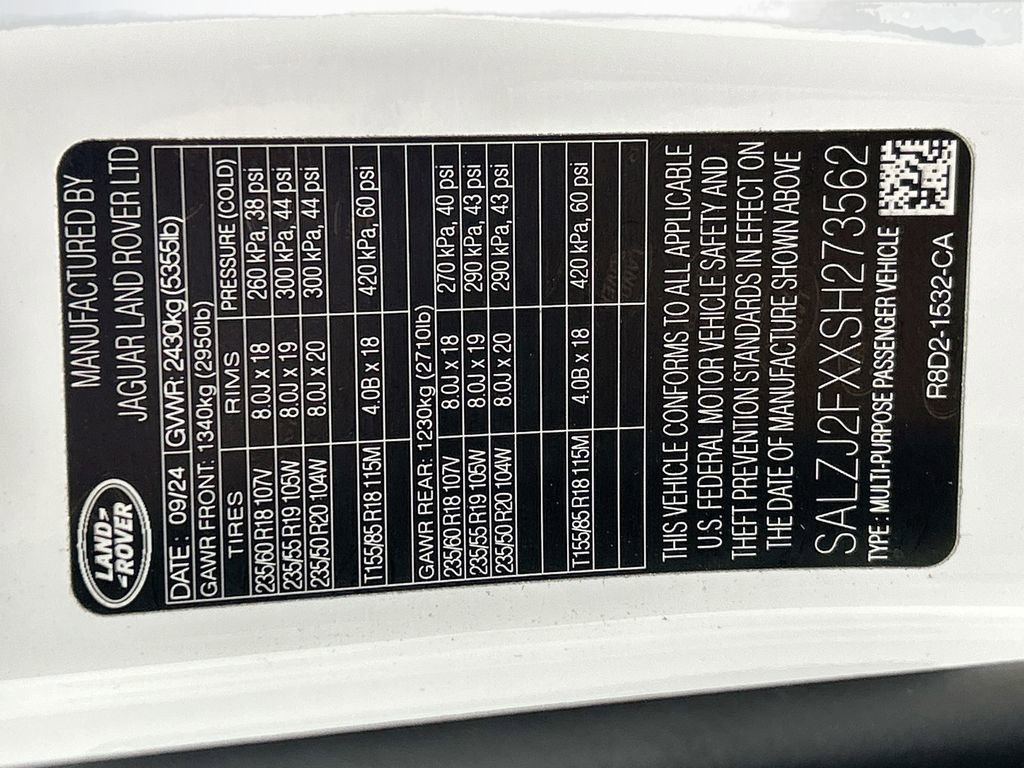 LAND-
-ROVER
MANUFACTURED BY
JAGUAR LAND ROVER LTD
DATE: 09/24 GWWR: 2430kg (5355lb)
GAWR FRONT: 1340kg (2950lb)
TIRES RIMS PRESSURE (COLD)
235/60 R18 107V 8.0J x 18 260 kPa, 38 psi
235/55 R19 105W 8.0J x 19 300 kPa, 44 psi
235/50 R20 104W 8.0J x 20 300 kPa, 44 psi
T155/85 R18 115M 4.0B x 18 420 kPa, 60 psi
GAWR REAR: 1230kg (2710lb)
235/60 R18 107V 8.0J x 18 270 kPa, 40 psi
235/55 R19 105W 8.0J x 19 290 kPa, 43 psi
235/50 R20 104W 8.0J x 20 290 kPa, 43 psi
T155/85 R18 115M 4.0B x 18 420 kPa, 60 psi
THIS VEHICLE CONFORMS TO ALL APPLICABLE
U.S. FEDERAL MOTOR VEHICLE SAFETY AND
THEFT PREVENTION STANDARDS IN EFFECT ON
THE DATE OF MANUFACTURE SHOWN ABOVE
SALZJ2FXXSH273562
TYPE: MULTI-PURPOSE PASSENGER VEHICLE
R8D2-1532-CA